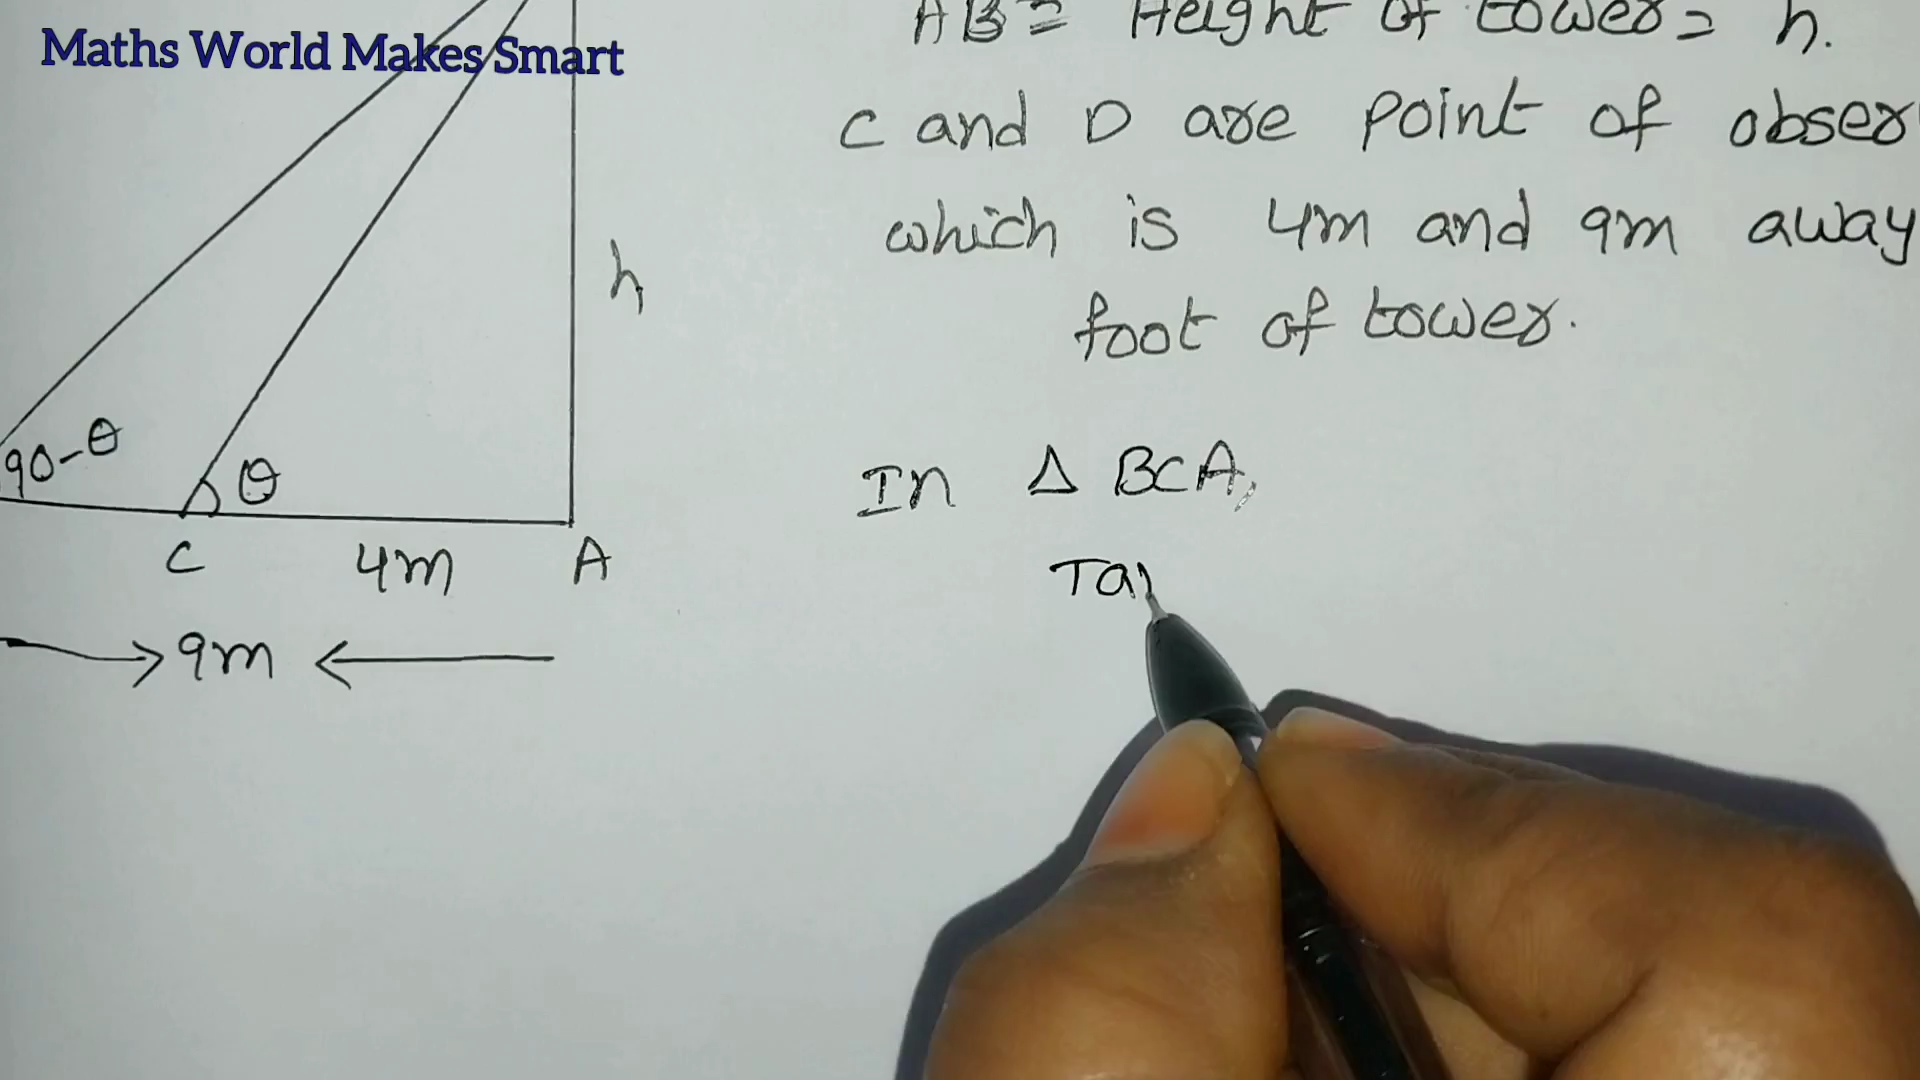 Maths World Makes Smart
AB = Height of tower = h.
C and D are point of obser
which is 4m and 9m away
foot of tower.
h
90-θ
θ
In Δ BCA,
C 4m A
Tan
9m